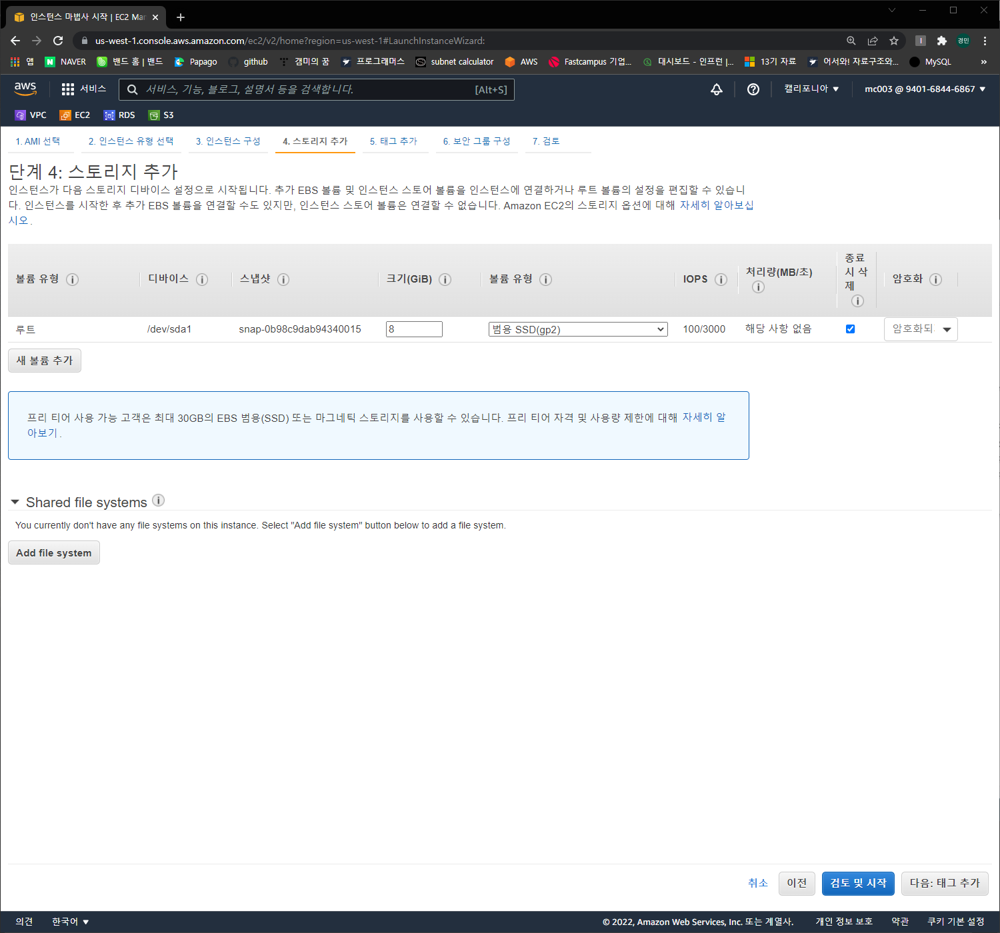 인스턴스 마법사 시작 | EC2 Mar
us-west-1.console.aws.amazon.com/ec2/v2/home?region=us-west-1#LaunchInstanceWizard:
경민
앱 NAVER 밴드 홈 | 밴드 Papago github 캠미의 꿈 프로그래머스 subnet calculator AWS Fastcampus 기업... 대시보드 - 인프런 |... 13기 자료 어서와! 자료구조와... MySQL »
aws 서비스 서비스, 기능, 블로그, 설명서 등을 검색합니다. [Alt+S] 캘리포니아 mc003 @ 9401-6844-6867
VPC EC2 RDS S3
1. AMI 선택 2. 인스턴스 유형 선택 3. 인스턴스 구성 4. 스토리지 추가 5. 태그 추가 6. 보안 그룹 구성 7. 검토
단계 4: 스토리지 추가
인스턴스가 다음 스토리지 디바이스 설정으로 시작됩니다. 추가 EBS 볼륨 및 인스턴스 스토어 볼륨을 인스턴스에 연결하거나 루트 볼륨의 설정을 편집할 수 있습니
다. 인스턴스를 시작한 후 추가 EBS 볼륨을 연결할 수도 있지만, 인스턴스 스토어 볼륨은 연결할 수 없습니다. Amazon EC2의 스토리지 옵션에 대해 자세히 알아보십
시오.
볼륨 유형 디바이스 스냅샷 크기(GiB) 볼륨 유형 IOPS 처리량(MB/초) 종료 시 삭제 암호화
루트 /dev/sda1 snap-0b98c9dab94340015 8 범용 SSD(gp2) 100/3000 해당 사항 없음 암호화되
새 볼륨 추가
프리 티어 사용 가능 고객은 최대 30GB의 EBS 범용(SSD) 또는 마그네틱 스토리지를 사용할 수 있습니다. 프리 티어 자격 및 사용량 제한에 대해 자세히 알
아보기.
Shared file systems
You currently don't have any file systems on this instance. Select "Add file system" button below to add a file system.
Add file system
취소 이전 검토 및 시작 다음: 태그 추가
의견 한국어 © 2022, Amazon Web Services, Inc. 또는 계열사. 개인 정보 보호 약관 쿠키 기본 설정